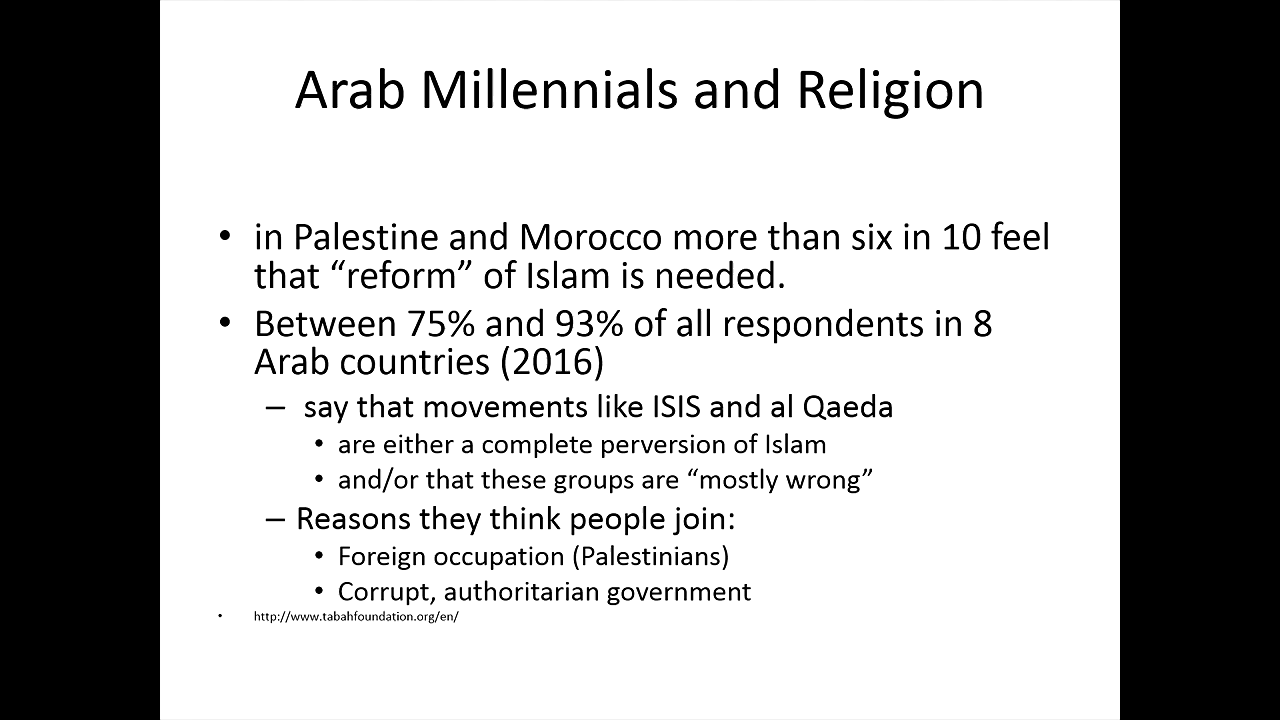 Arab Millennials and Religion
• in Palestine and Morocco more than six in 10 feel
that “reform” of Islam is needed.
• Between 75% and 93% of all respondents in 8
Arab countries (2016)
– say that movements like ISIS and al Qaeda
• are either a complete perversion of Islam
• and/or that these groups are “mostly wrong”
– Reasons they think people join:
• Foreign occupation (Palestinians)
• Corrupt, authoritarian government
• http://www.tabahfoundation.org/en/